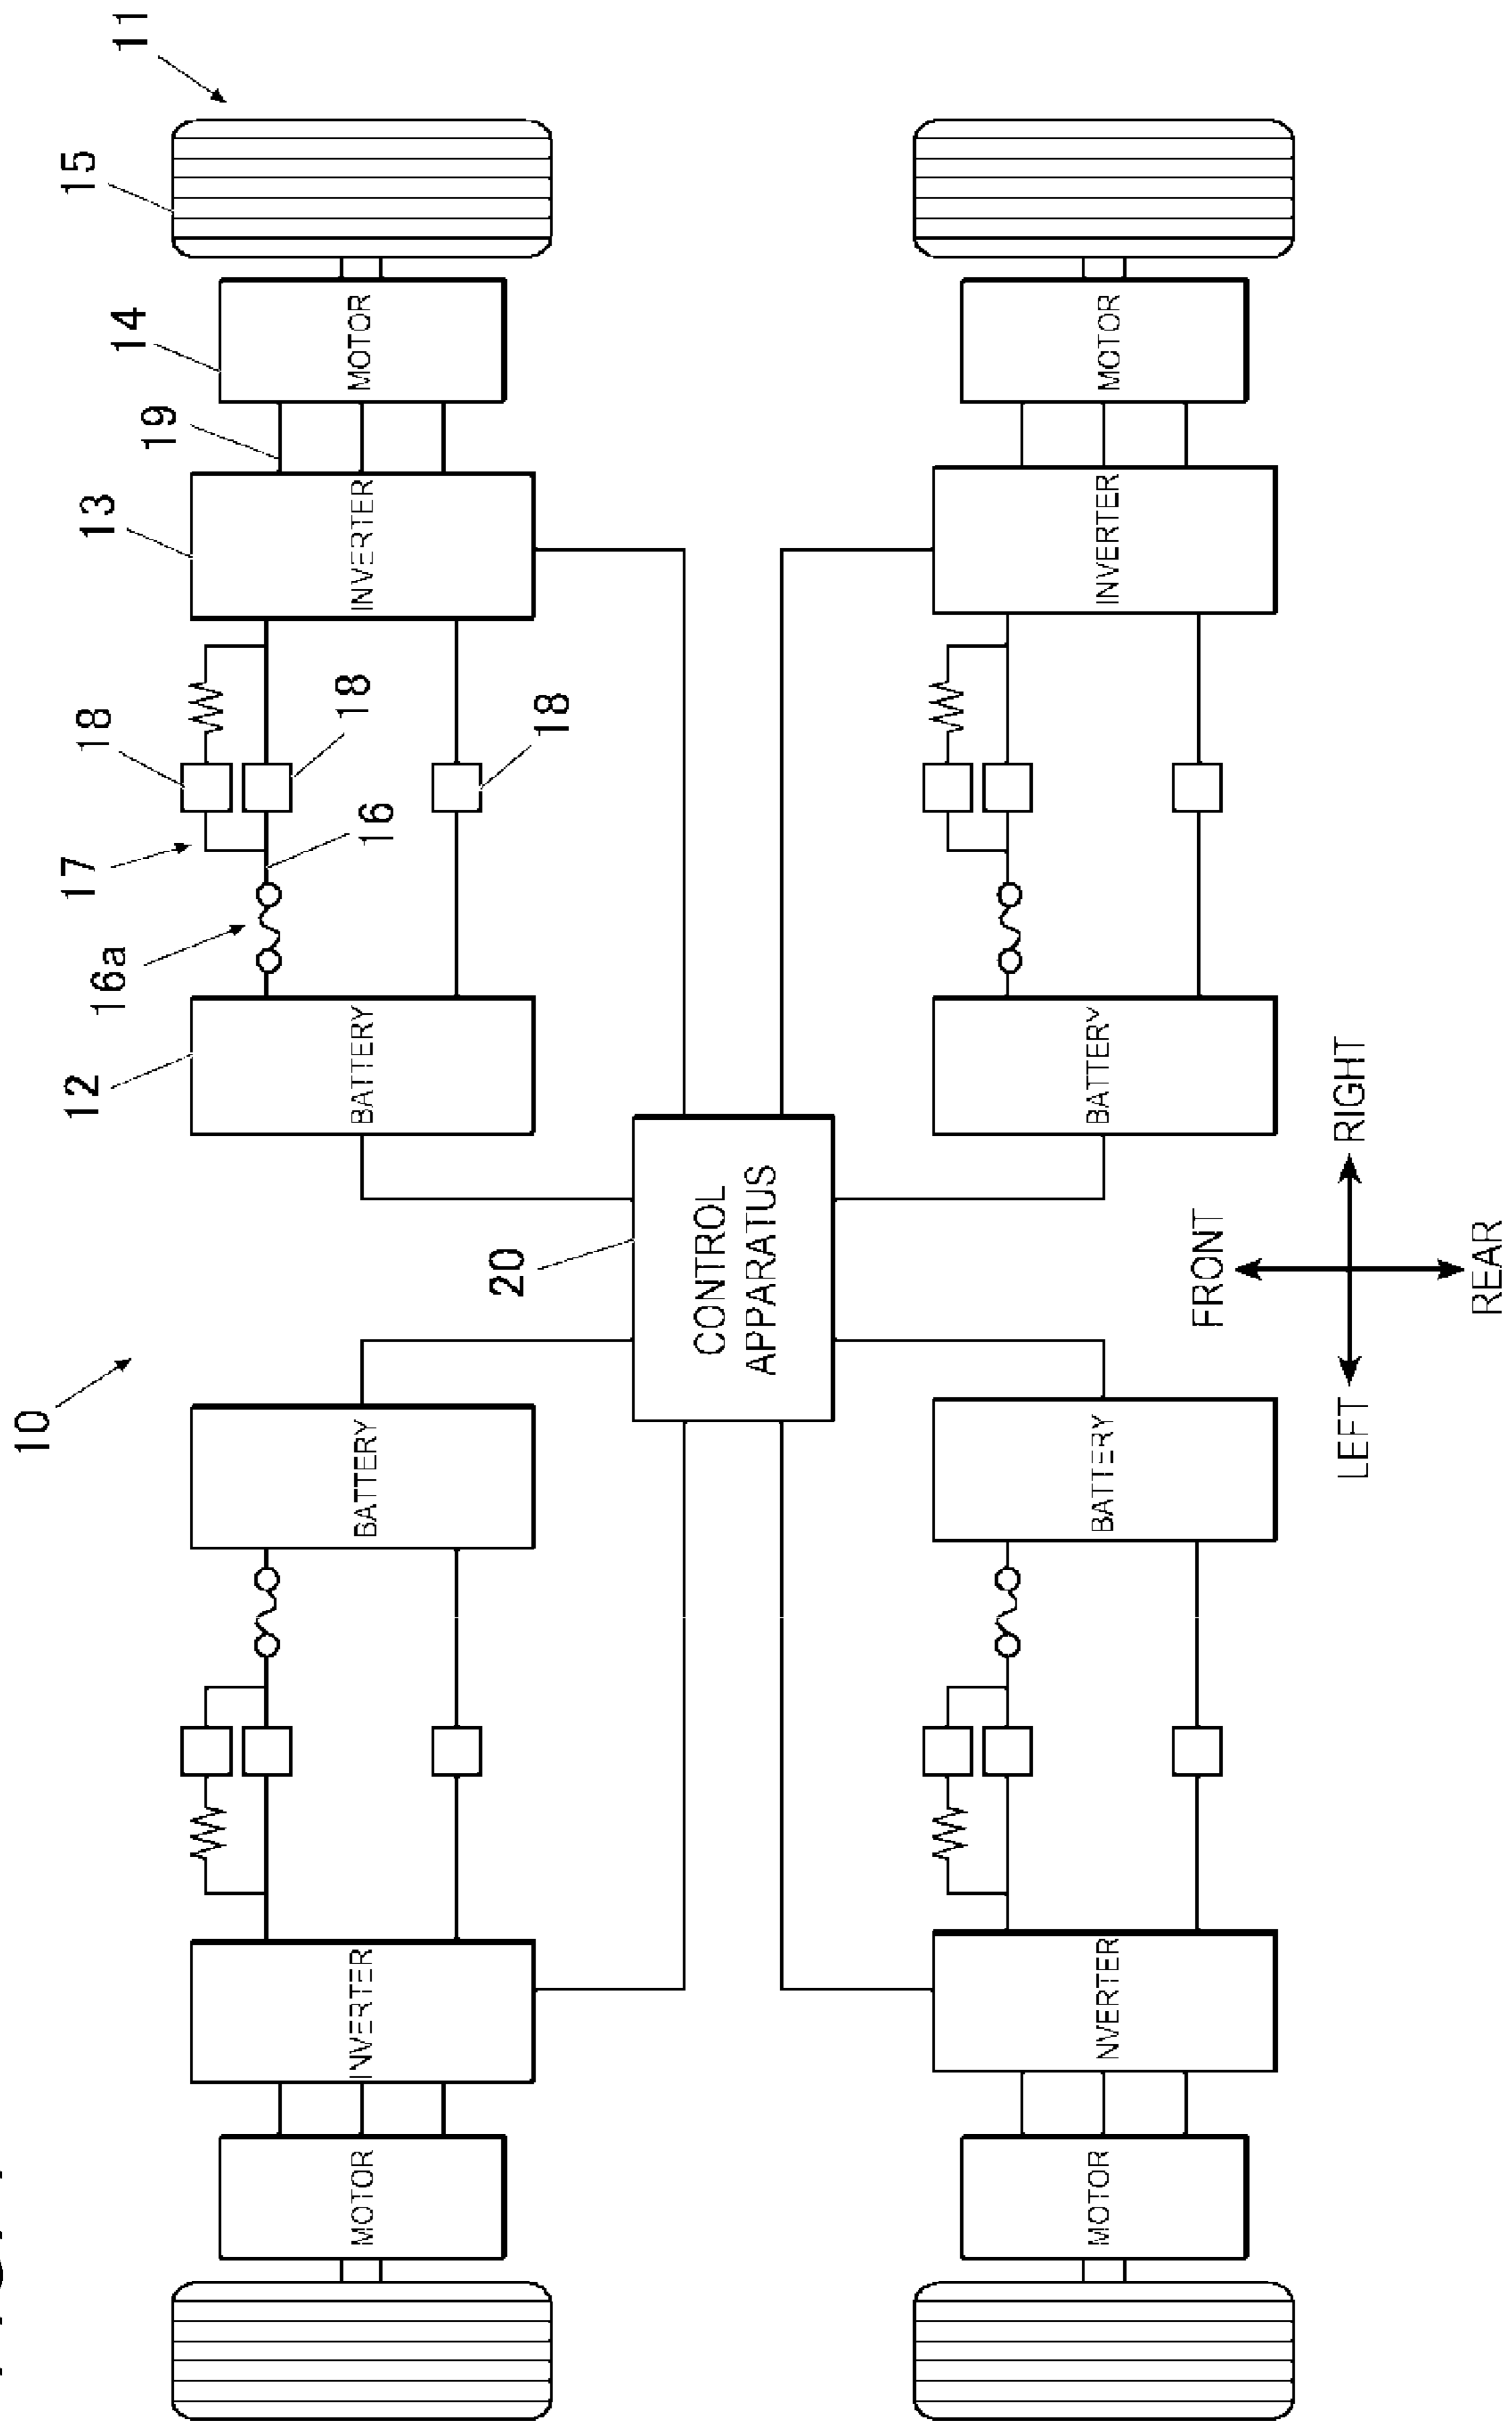 10
11
12
17
18
13
15
16a
14
19
MOTOR
INVERTER
BATTERY
BATTERY
INVERTER
MOTOR
16
18
18
20
CONTROL
APPARATUS
MOTOR
NVERTER
BATTERY
BATTERY
INVERTER
MOTOR
FRONT
LEFT
RIGHT
REAR